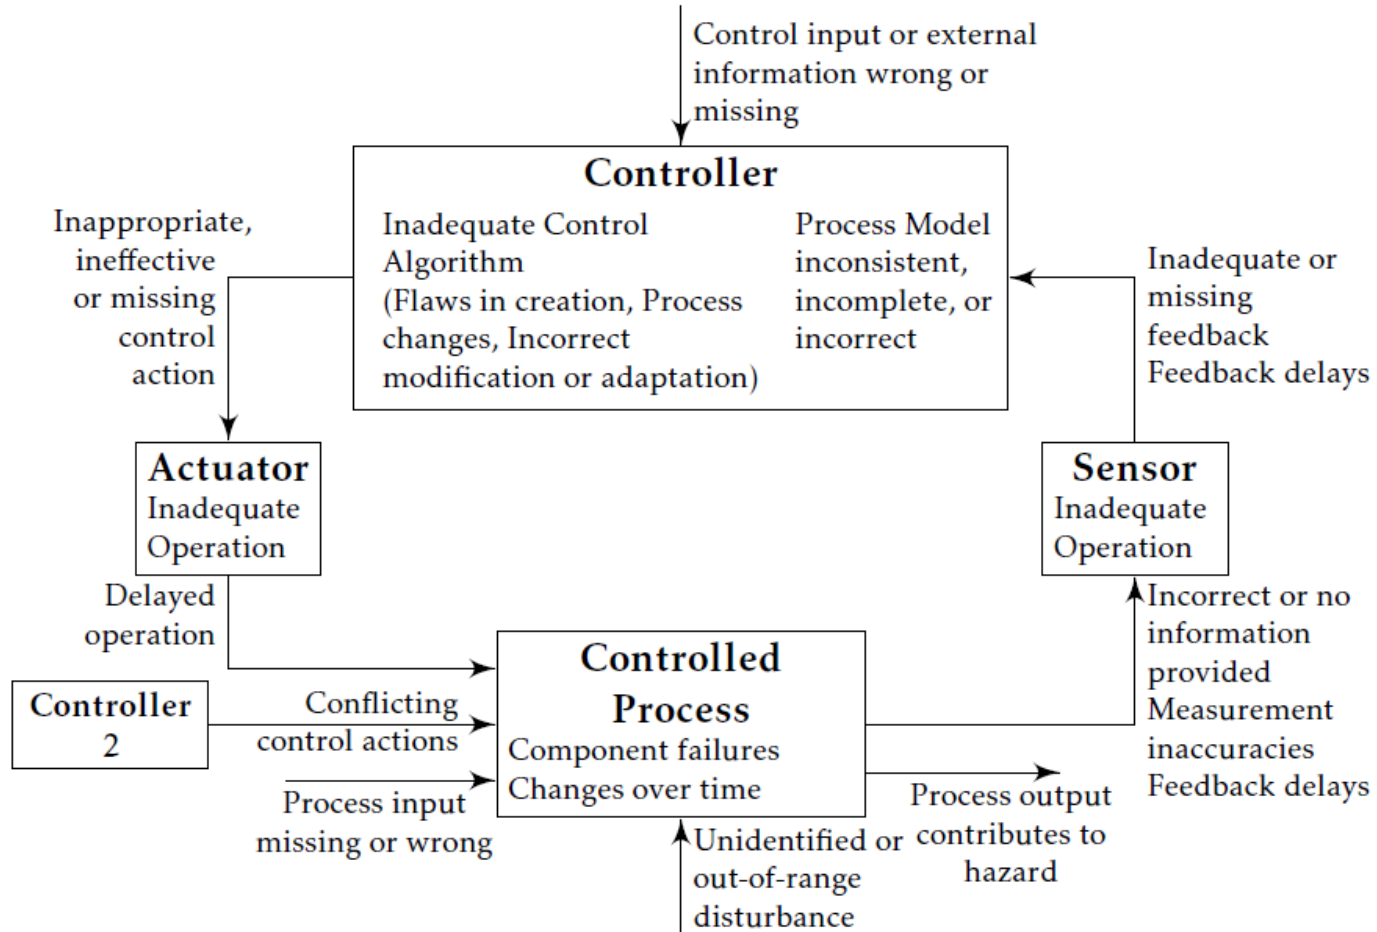 Control input or external
information wrong or
missing
Controller
Inadequate Control
Algorithm
(Flaws in creation, Process
changes, Incorrect
modification or adaptation)
Process Model
inconsistent,
incomplete, or
incorrect
Inappropriate,
ineffective
or missing
control
action
Inadequate or
missing
feedback
Feedback delays
Actuator
Inadequate
Operation
Sensor
Inadequate
Operation
Delayed
operation
Incorrect or no
information
provided
Measurement
inaccuracies
Feedback delays
Controller
2
Conflicting
control actions
Controlled
Process
Component failures
Changes over time
Process input
missing or wrong
Process output
contributes to
hazard
Unidentified or
out-of-range
disturbance